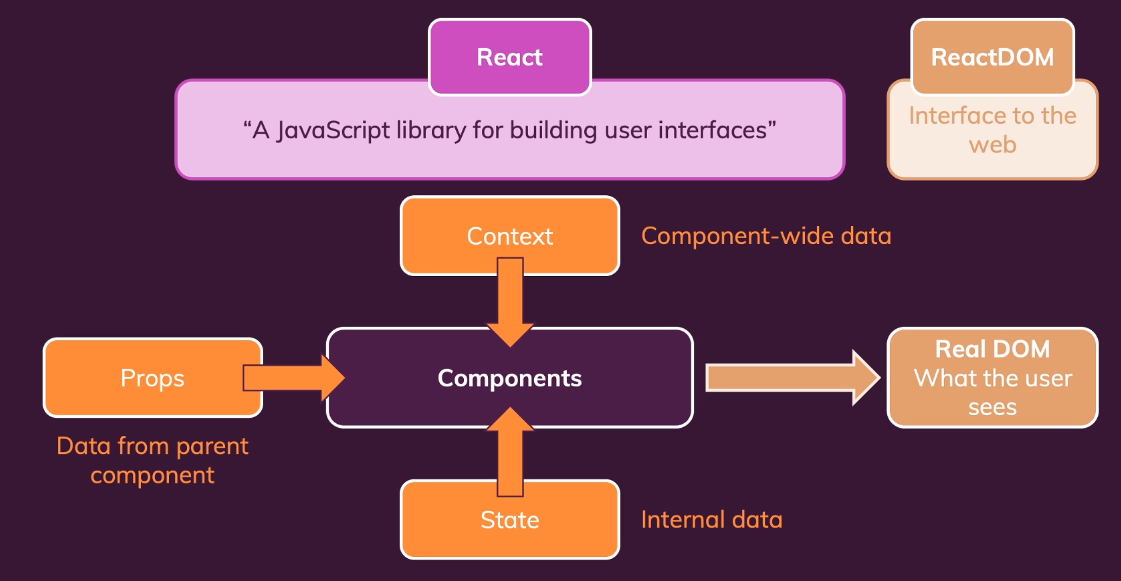 React
ReactDOM
“A JavaScript library for building user interfaces”
Interface to the
web
Context
Component-wide data
Props
Components
Real DOM
What the user
sees
Data from parent
component
State
Internal data